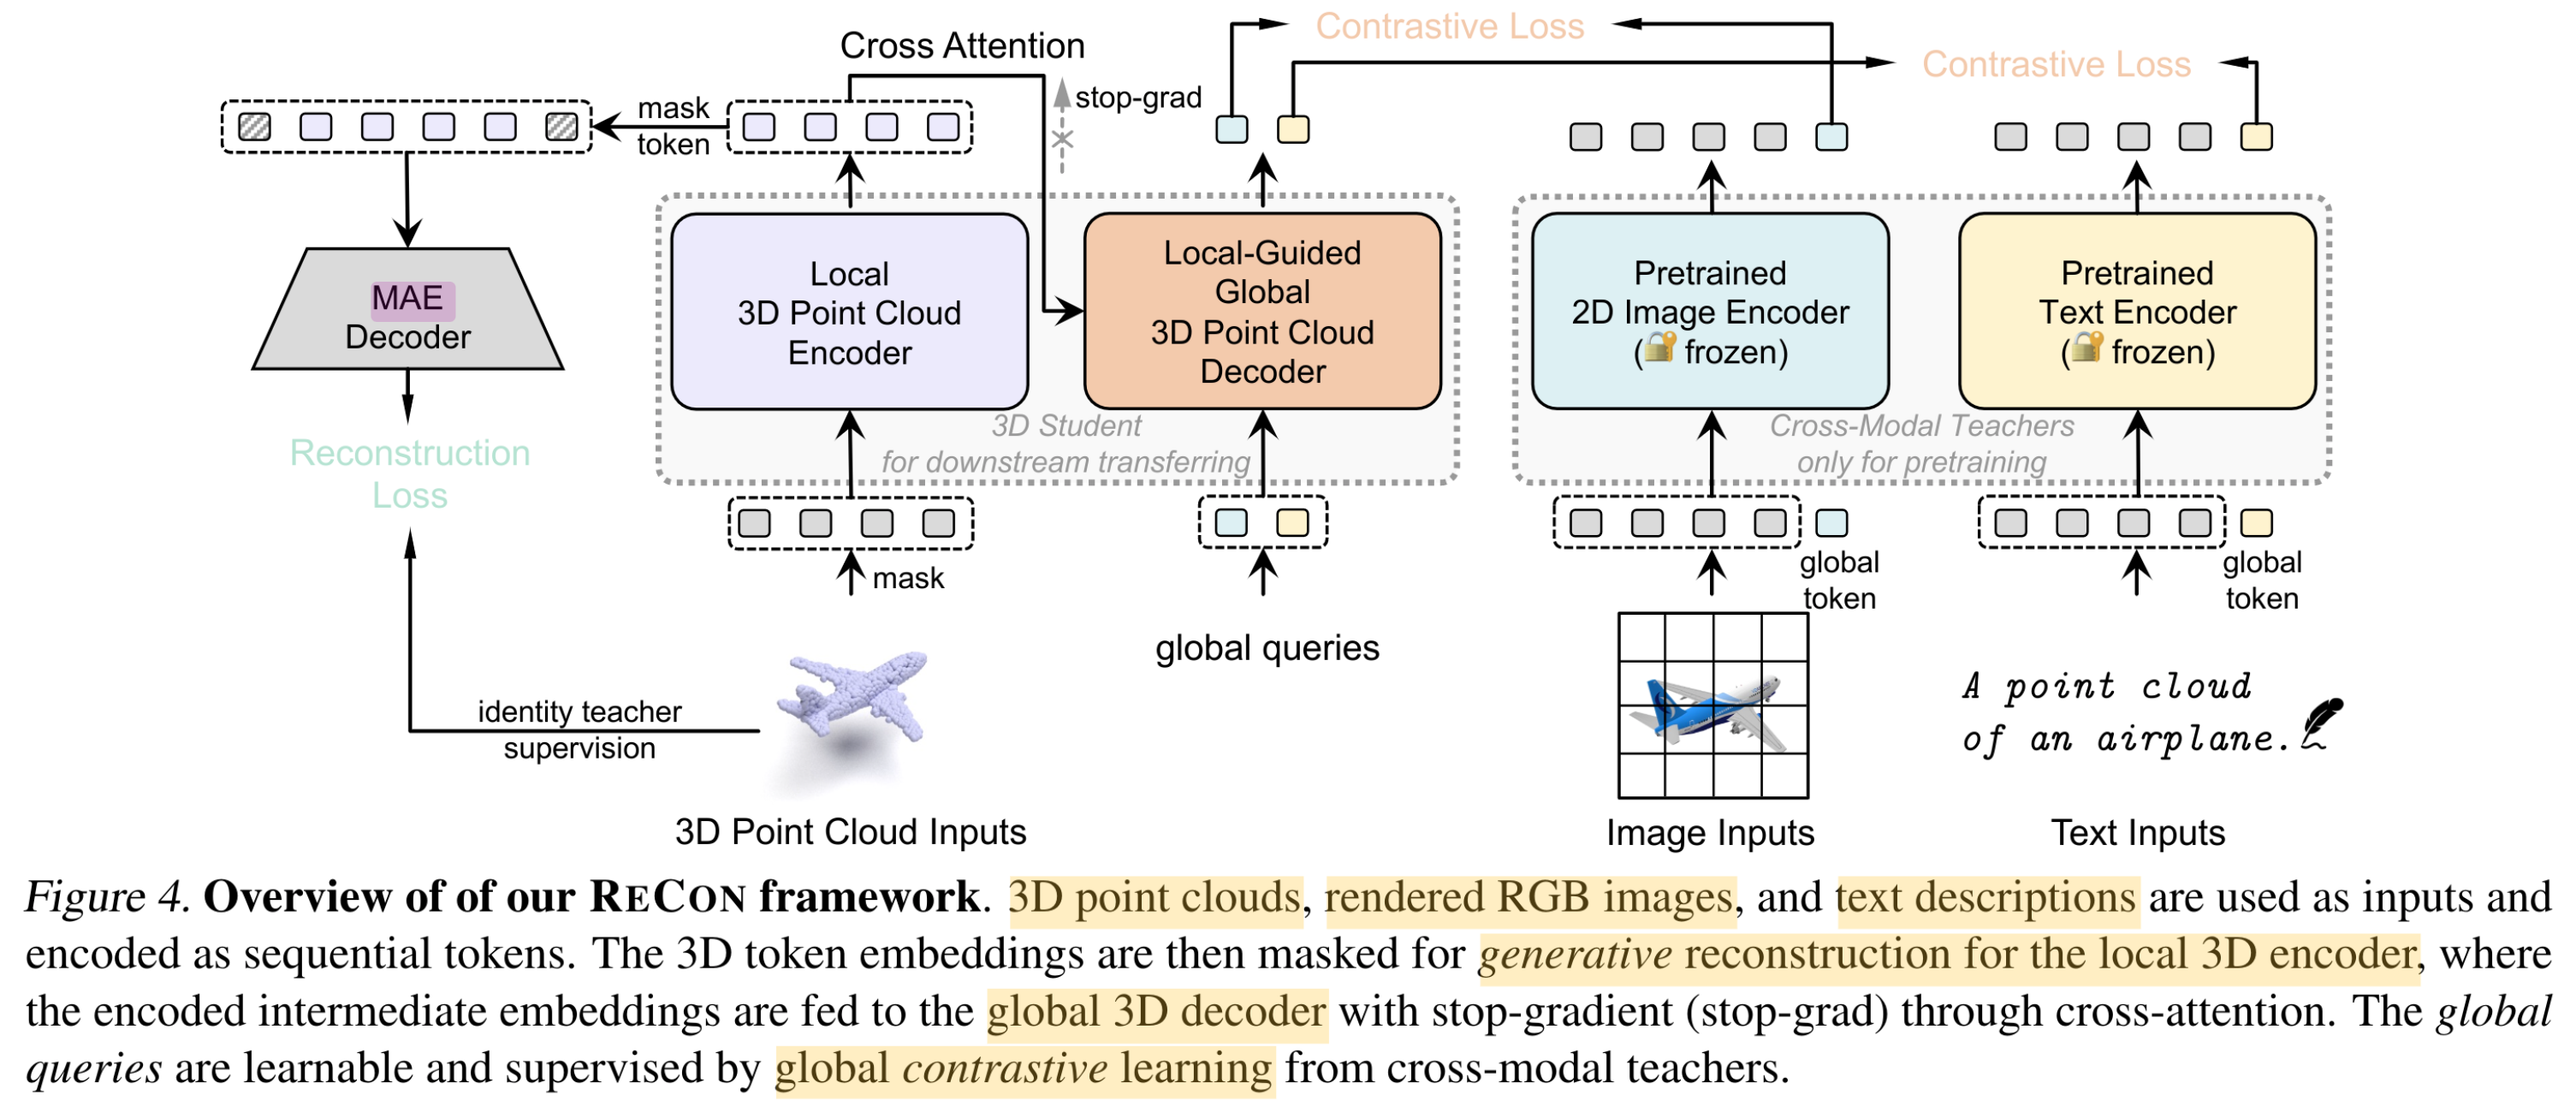 Contrastive Loss
Cross Attention
Contrastive Loss
stop-grad
mask
token
Local
3D Point Cloud
Encoder
Local-Guided
Global
3D Point Cloud
Decoder
Pretrained
2D Image Encoder
(frozen)
Pretrained
Text Encoder
(frozen)
MAE
Decoder
3D Student
for downstream transferring
Cross-Modal Teachers
only for pretraining
Reconstruction
Loss
mask
global
token
global
token
global queries
identity teacher
supervision
A point cloud
of an airplane.
3D Point Cloud Inputs
Image Inputs
Text Inputs
Figure 4. Overview of of our RECON framework. 3D point clouds, rendered RGB images, and text descriptions are used as inputs and
encoded as sequential tokens. The 3D token embeddings are then masked for generative reconstruction for the local 3D encoder, where
the encoded intermediate embeddings are fed to the global 3D decoder with stop-gradient (stop-grad) through cross-attention. The global
queries are learnable and supervised by global contrastive learning from cross-modal teachers.